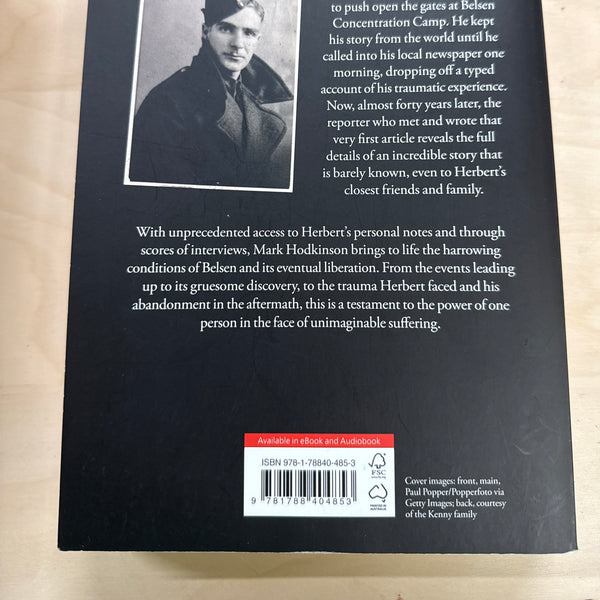 to push open the gates at Belsen
Concentration Camp. He kept
his story from the world until he
called into his local newspaper one
morning, dropping off a typed
account of his traumatic experience.
Now, almost forty years later, the
reporter who met and wrote that
very first article reveals the full
details of an incredible story that
is barely known, even to Herbert's
closest friends and family.
With unprecedented access to Herbert's personal notes and through
scores of interviews, Mark Hodkinson brings to life the harrowing
conditions of Belsen and its eventual liberation. From the events leading
up to its gruesome discovery, to the trauma Herbert faced and his
abandonment in the aftermath, this is a testament to the power of one
person in the face of unimaginable suffering.
Available in eBook and Audiobook
ISBN 978-1-78840-485-3
9 781788 404853
FSC
PRINTED IN
AUSTRALIA
Cover images: front, main,
Paul Popper/Popperfoto via
Getty Images; back, courtesy
of the Kenny family